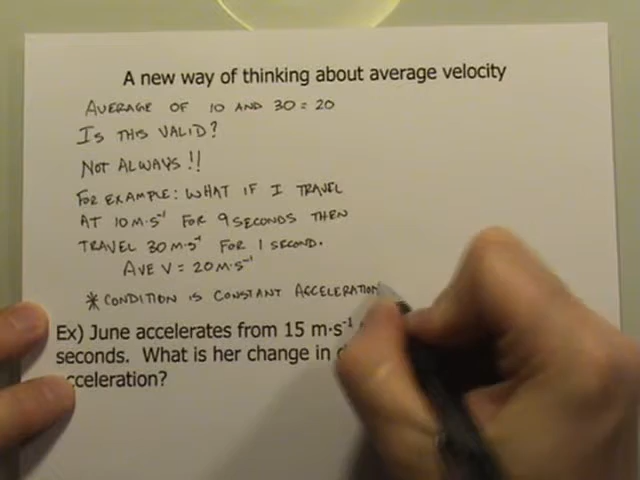 A new way of thinking about average velocity
AVERAGE OF 10 AND 30 = 20
IS THIS VALID?
NOT ALWAYS!!
FOR EXAMPLE: WHAT IF I TRAVEL
AT 10 M·S⁻¹ FOR 9 SECONDS THEN
TRAVEL 30 M·S⁻¹ FOR 1 SECOND.
AVE V = 20 M·S⁻¹
* CONDITION IS CONSTANT ACCELERATION
Ex) June accelerates from 15 m·s⁻¹
seconds. What is her change in
cceleration?